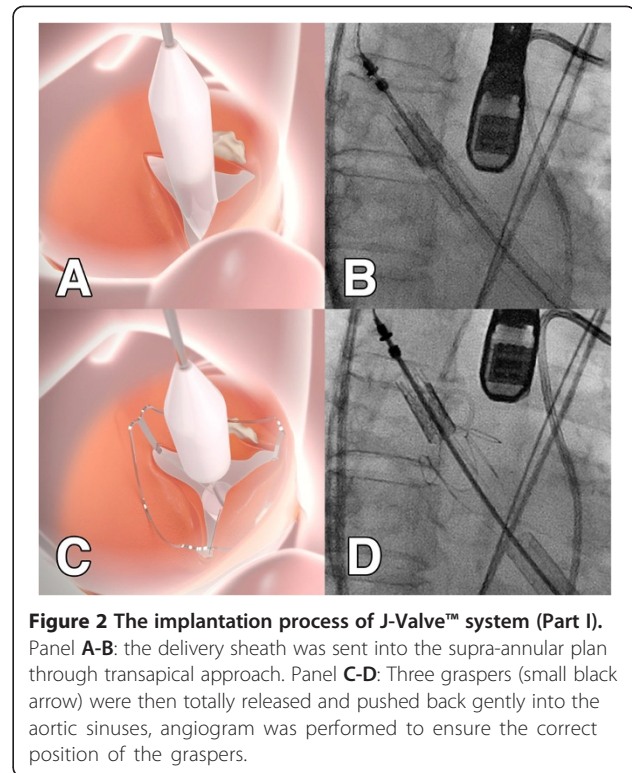 A
B
C
D
Figure 2 The implantation process of J-Valve™ system (Part I).
Panel A-B: the delivery sheath was sent into the supra-annular plan
through transapical approach. Panel C-D: Three graspers (small black
arrow) were then totally released and pushed back gently into the
aortic sinuses, angiogram was performed to ensure the correct
position of the graspers.